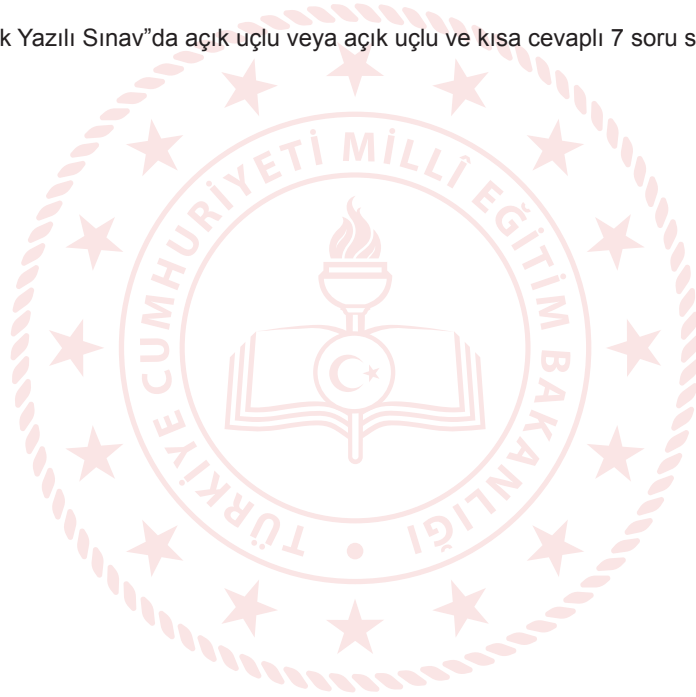 k Yazılı Sınav”da açık uçlu veya açık uçlu ve kısa cevaplı 7 soru s
TÜRKİYE CUMHURİYETİ MİLLÎ EĞİTİM BAKANLIĞI